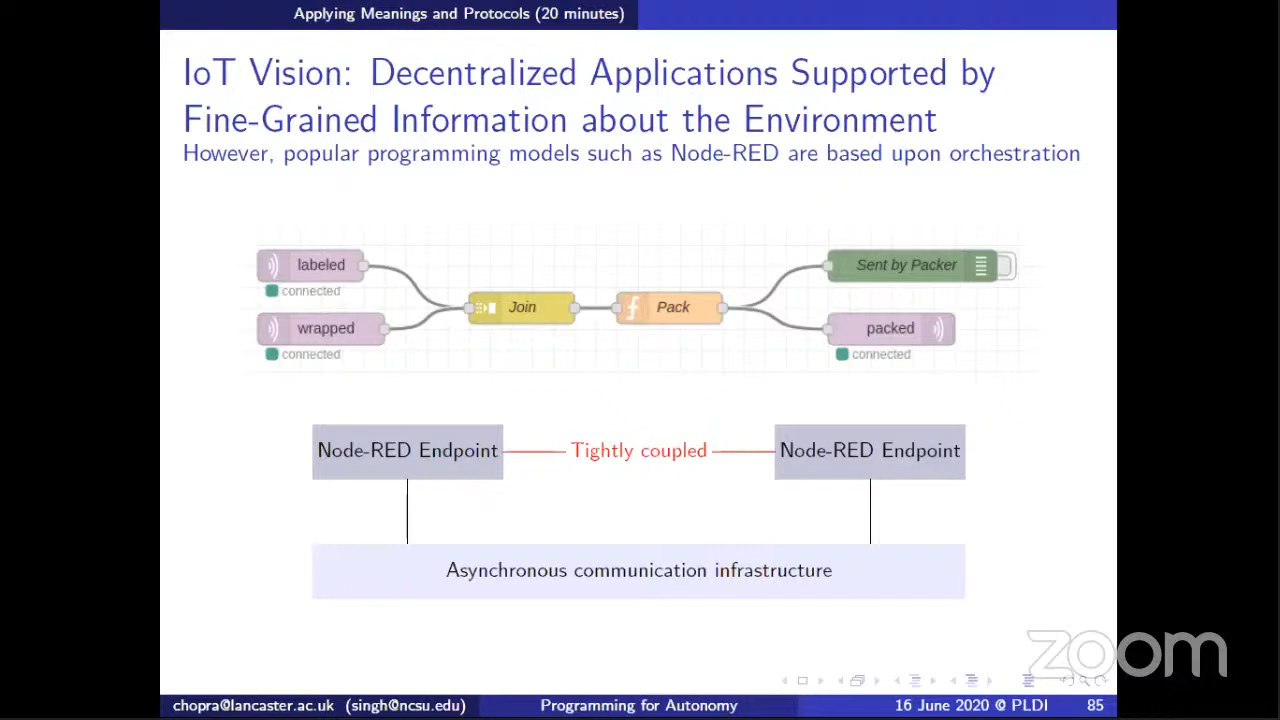 Applying Meanings and Protocols (20 minutes)
IoT Vision: Decentralized Applications Supported by
Fine-Grained Information about the Environment
However, popular programming models such as Node-RED are based upon orchestration
labeled
connected
wrapped
connected
Join
Pack
Sent by Packer
packed
connected
Node-RED Endpoint
Tightly coupled
Node-RED Endpoint
Asynchronous communication infrastructure
zoom
chopra@lancaster.ac.uk (singh@ncsu.edu)
Programming for Autonomy
16 June 2020 @ PLDI
85